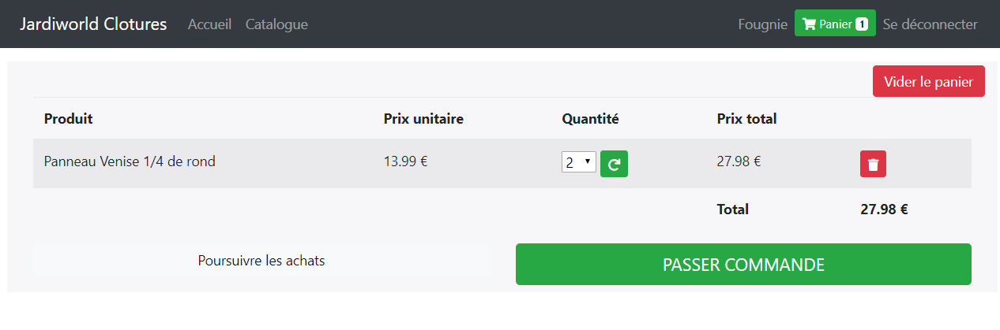 Jardiworld Clotures Accueil Catalogue Fougnie Panier 1 Se déconnecter
Vider le panier
Produit Prix unitaire Quantité Prix total
Panneau Venise 1/4 de rond 13.99 € 2 27.98 €
Total 27.98 €
Poursuivre les achats PASSER COMMANDE